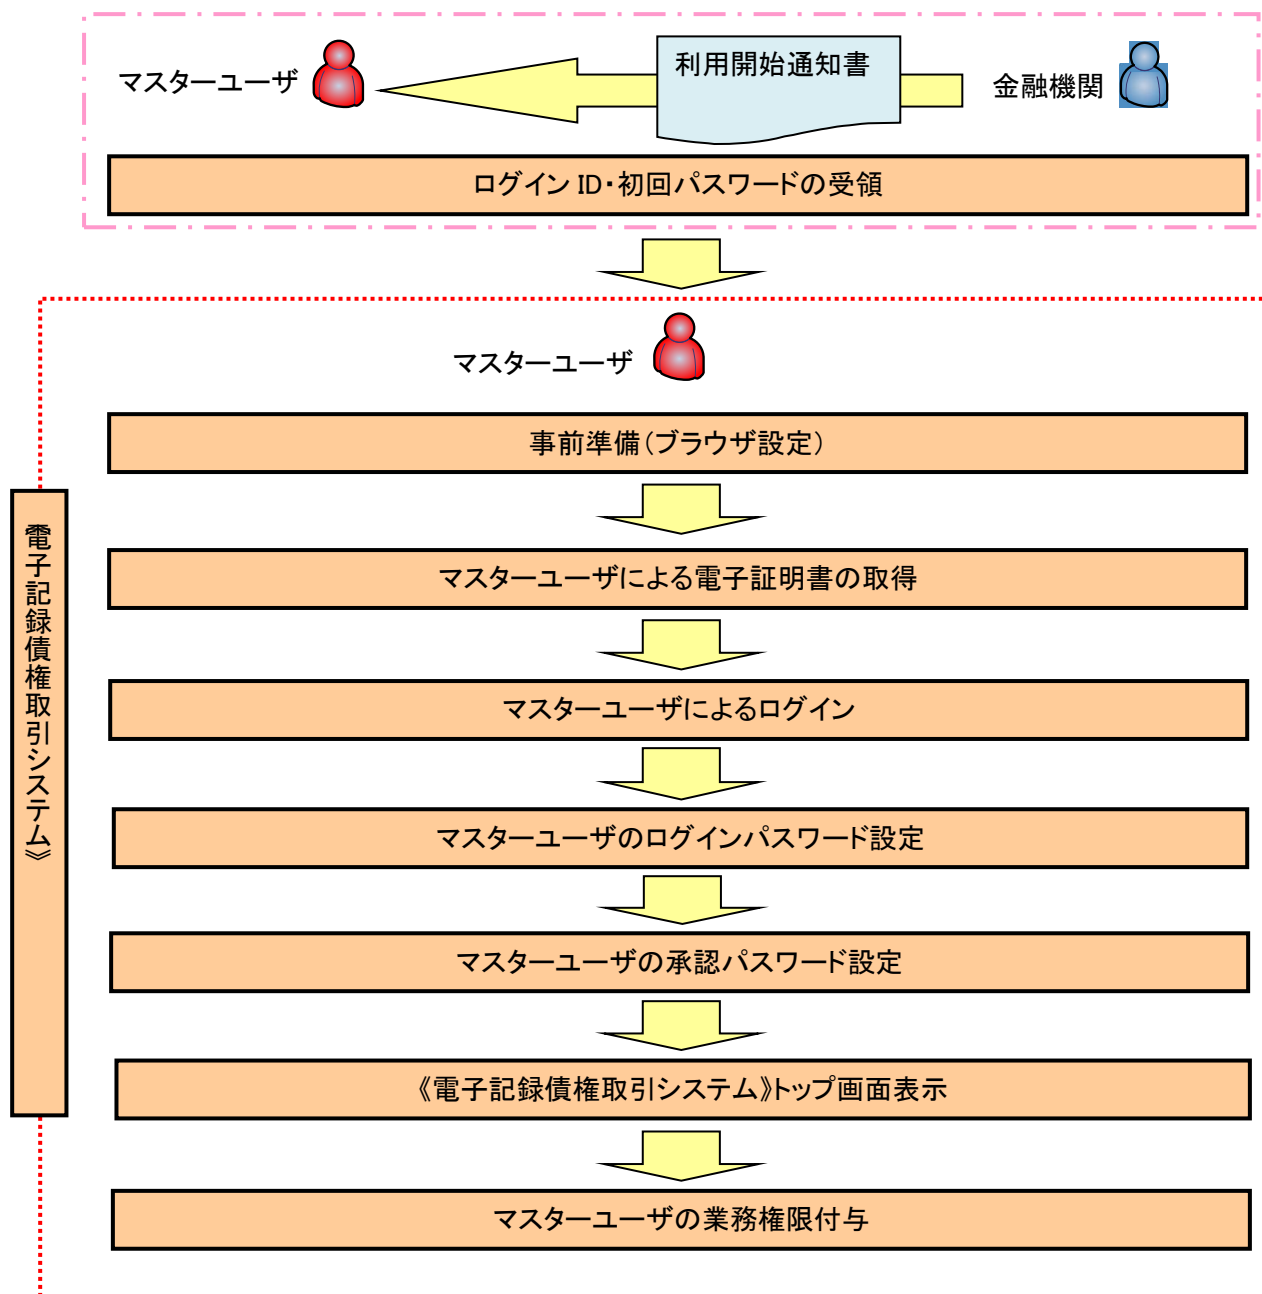 マスターユーザ
利用開始通知書
金融機関
ログイン ID・初回パスワードの受領
マスターユーザ
事前準備(ブラウザ設定)
電子記録債権取引システム》
マスターユーザによる電子証明書の取得
マスターユーザによるログイン
マスターユーザのログインパスワード設定
マスターユーザの承認パスワード設定
《電子記録債権取引システム》トップ画面表示
マスターユーザの業務権限付与